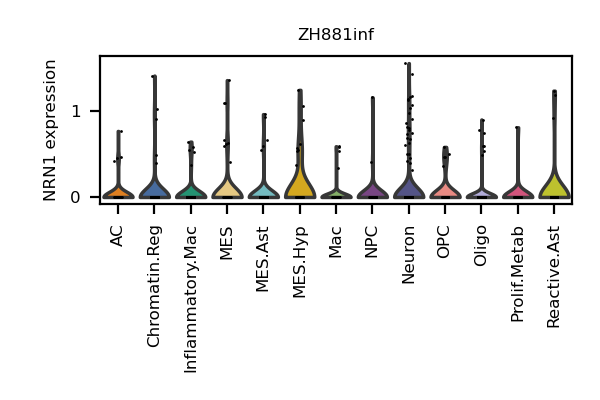 ZH881inf
NRN1 expression
1
0
AC
Chromatin.Reg
Inflammatory.Mac
MES
MES.Ast
MES.Hyp
Mac
NPC
Neuron
OPC
Oligo
Prolif.Metab
Reactive.Ast